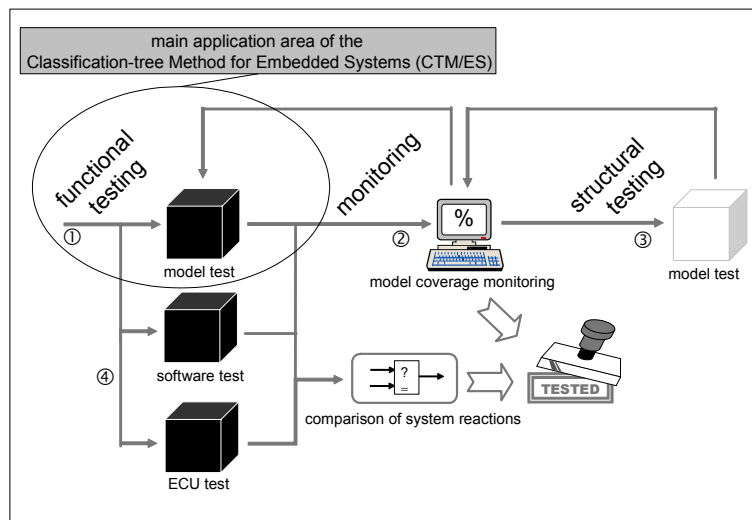 main application area of the
Classification-tree Method for Embedded Systems (CTM/ES)
functional
testing
①
model test
monitoring
②
%
model coverage monitoring
structural
testing
③
model test
④
software test
?
=
comparison of system reactions
TESTED
ECU test